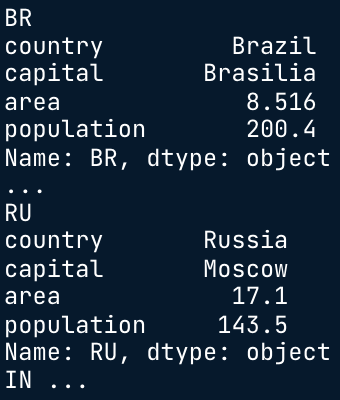 BR
country         Brazil
capital       Brasilia
area             8.516
population       200.4
Name: BR, dtype: object
...
RU
country       Russia
capital       Moscow
area            17.1
population     143.5
Name: RU, dtype: object
IN ...